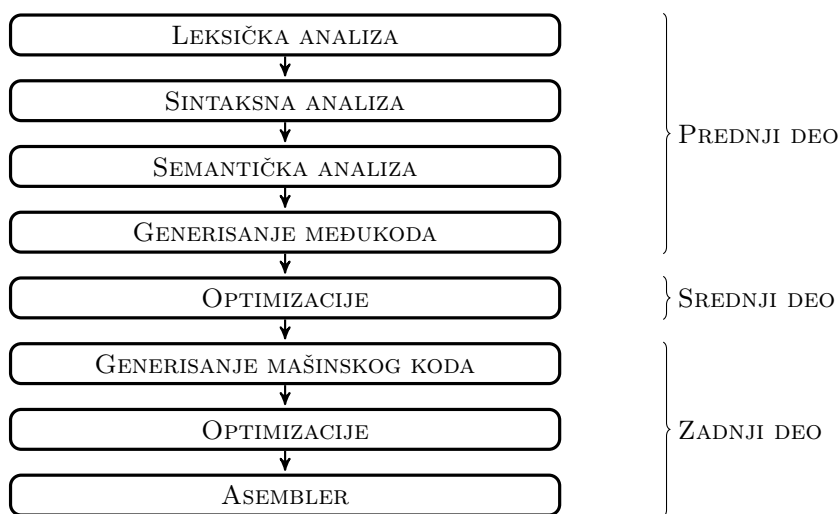 Leksička analiza
Sintaksna analiza
Semantička analiza
Generisanje međukoda
Prednji deo
Optimizacije
Srednji deo
Generisanje mašinskog koda
Optimizacije
Asembler
Zadnji deo